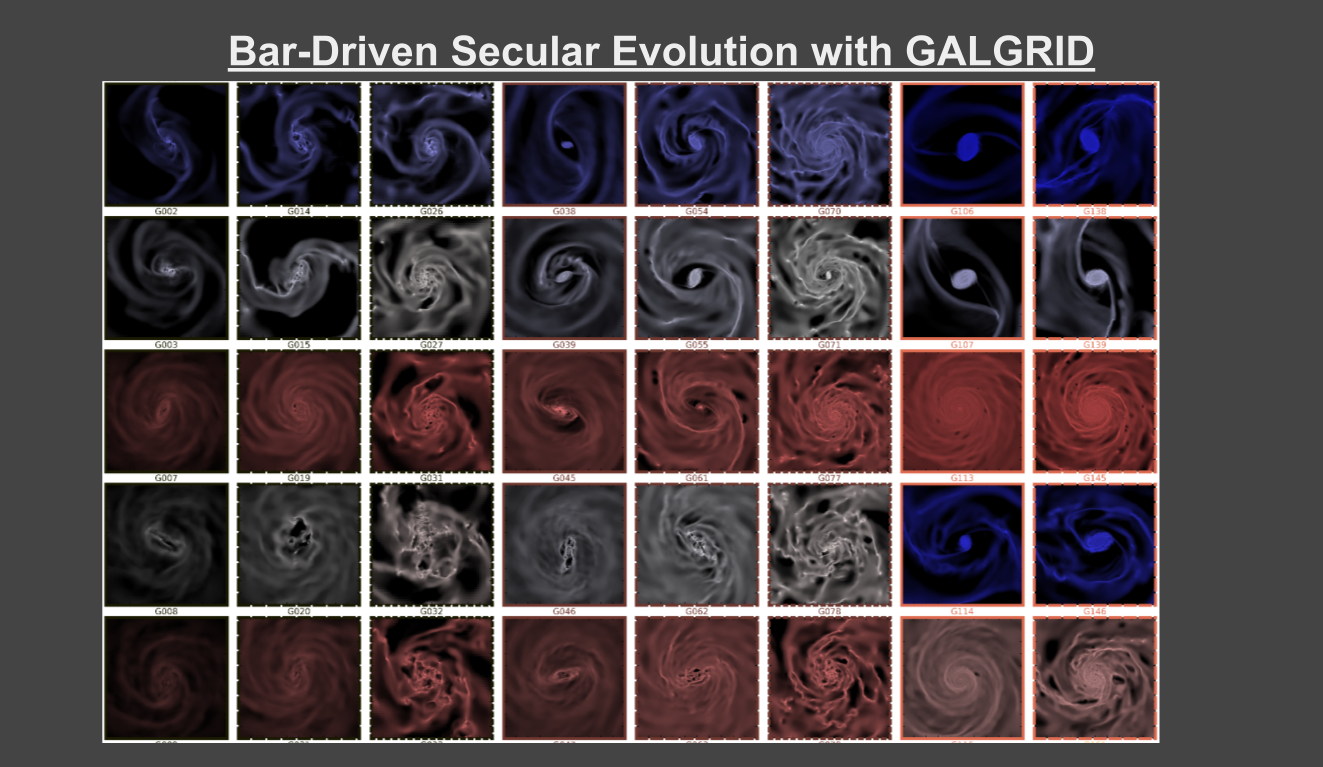 Bar-Driven Secular Evolution with GALGRID
G002 G014 G026 G038 G054 G070 G106 G138
G003 G015 G027 G039 G055 G071 G107 G139
G007 G019 G031 G045 G061 G077 G113 G145
G008 G020 G032 G046 G062 G078 G114 G146